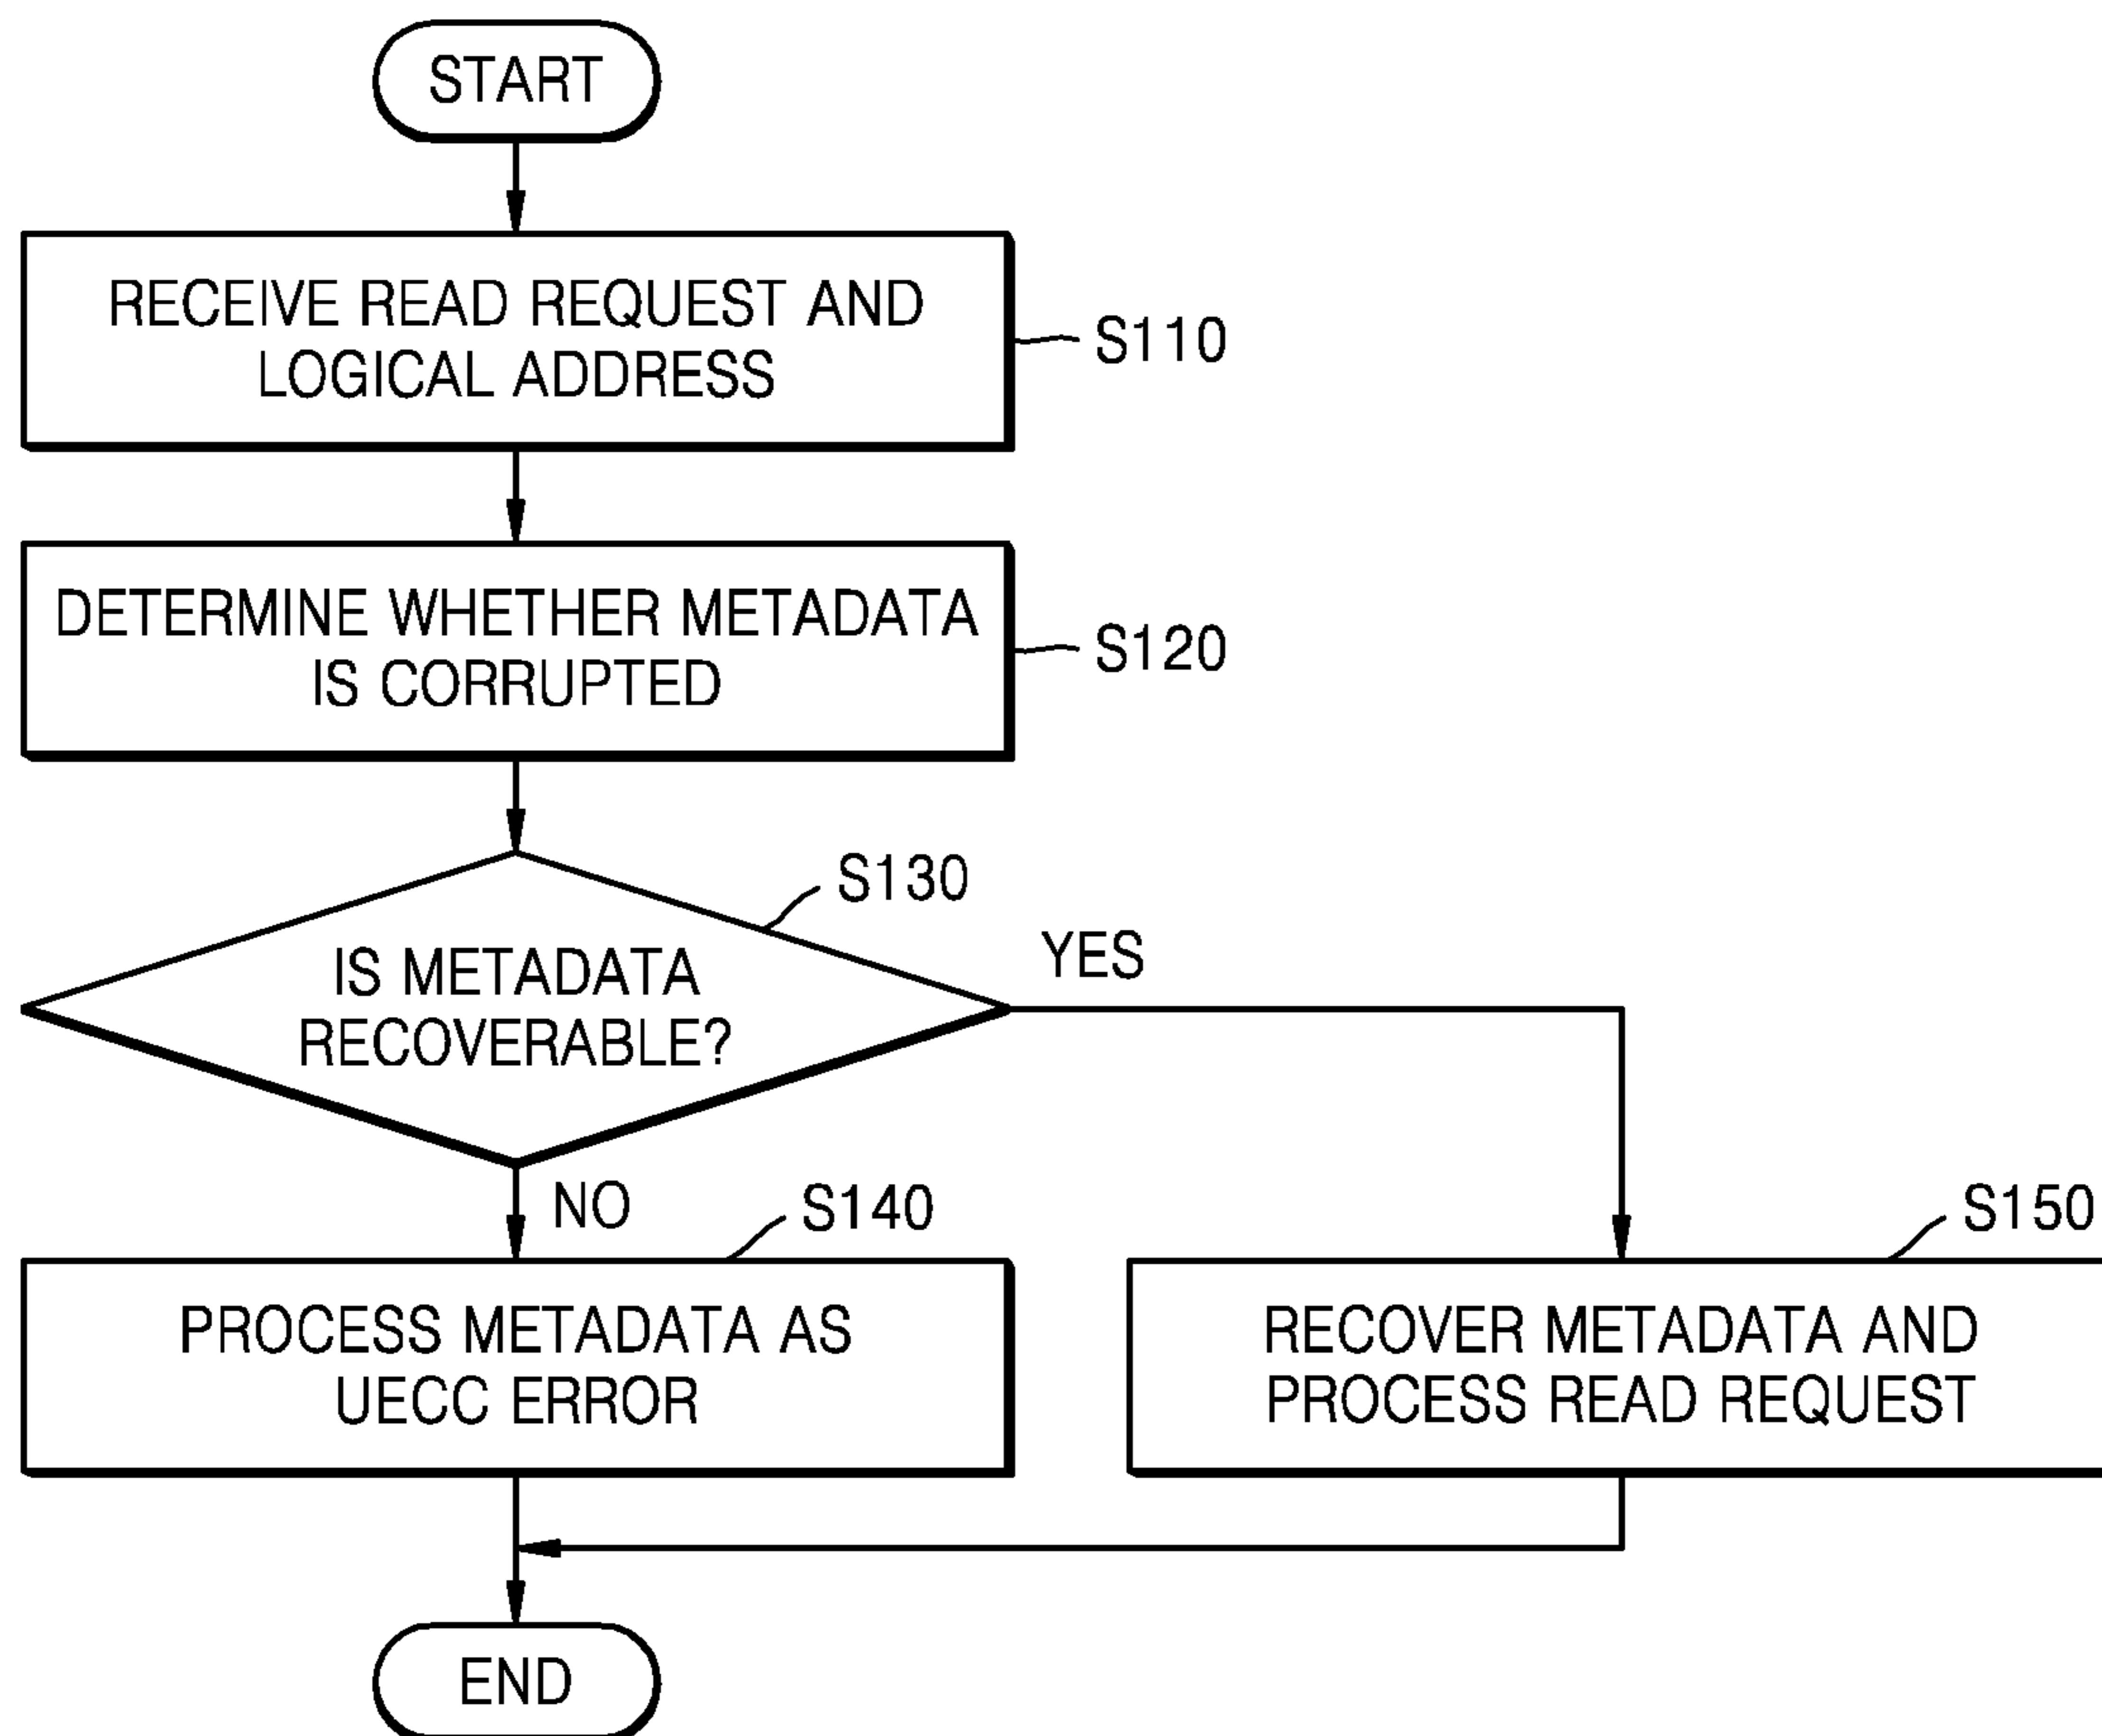 START
RECEIVE READ REQUEST AND
LOGICAL ADDRESS
S110
DETERMINE WHETHER METADATA
IS CORRUPTED
S120
S130
IS METADATA
RECOVERABLE?
YES
NO
S140
S150
PROCESS METADATA AS
UECC ERROR
RECOVER METADATA AND
PROCESS READ REQUEST
END